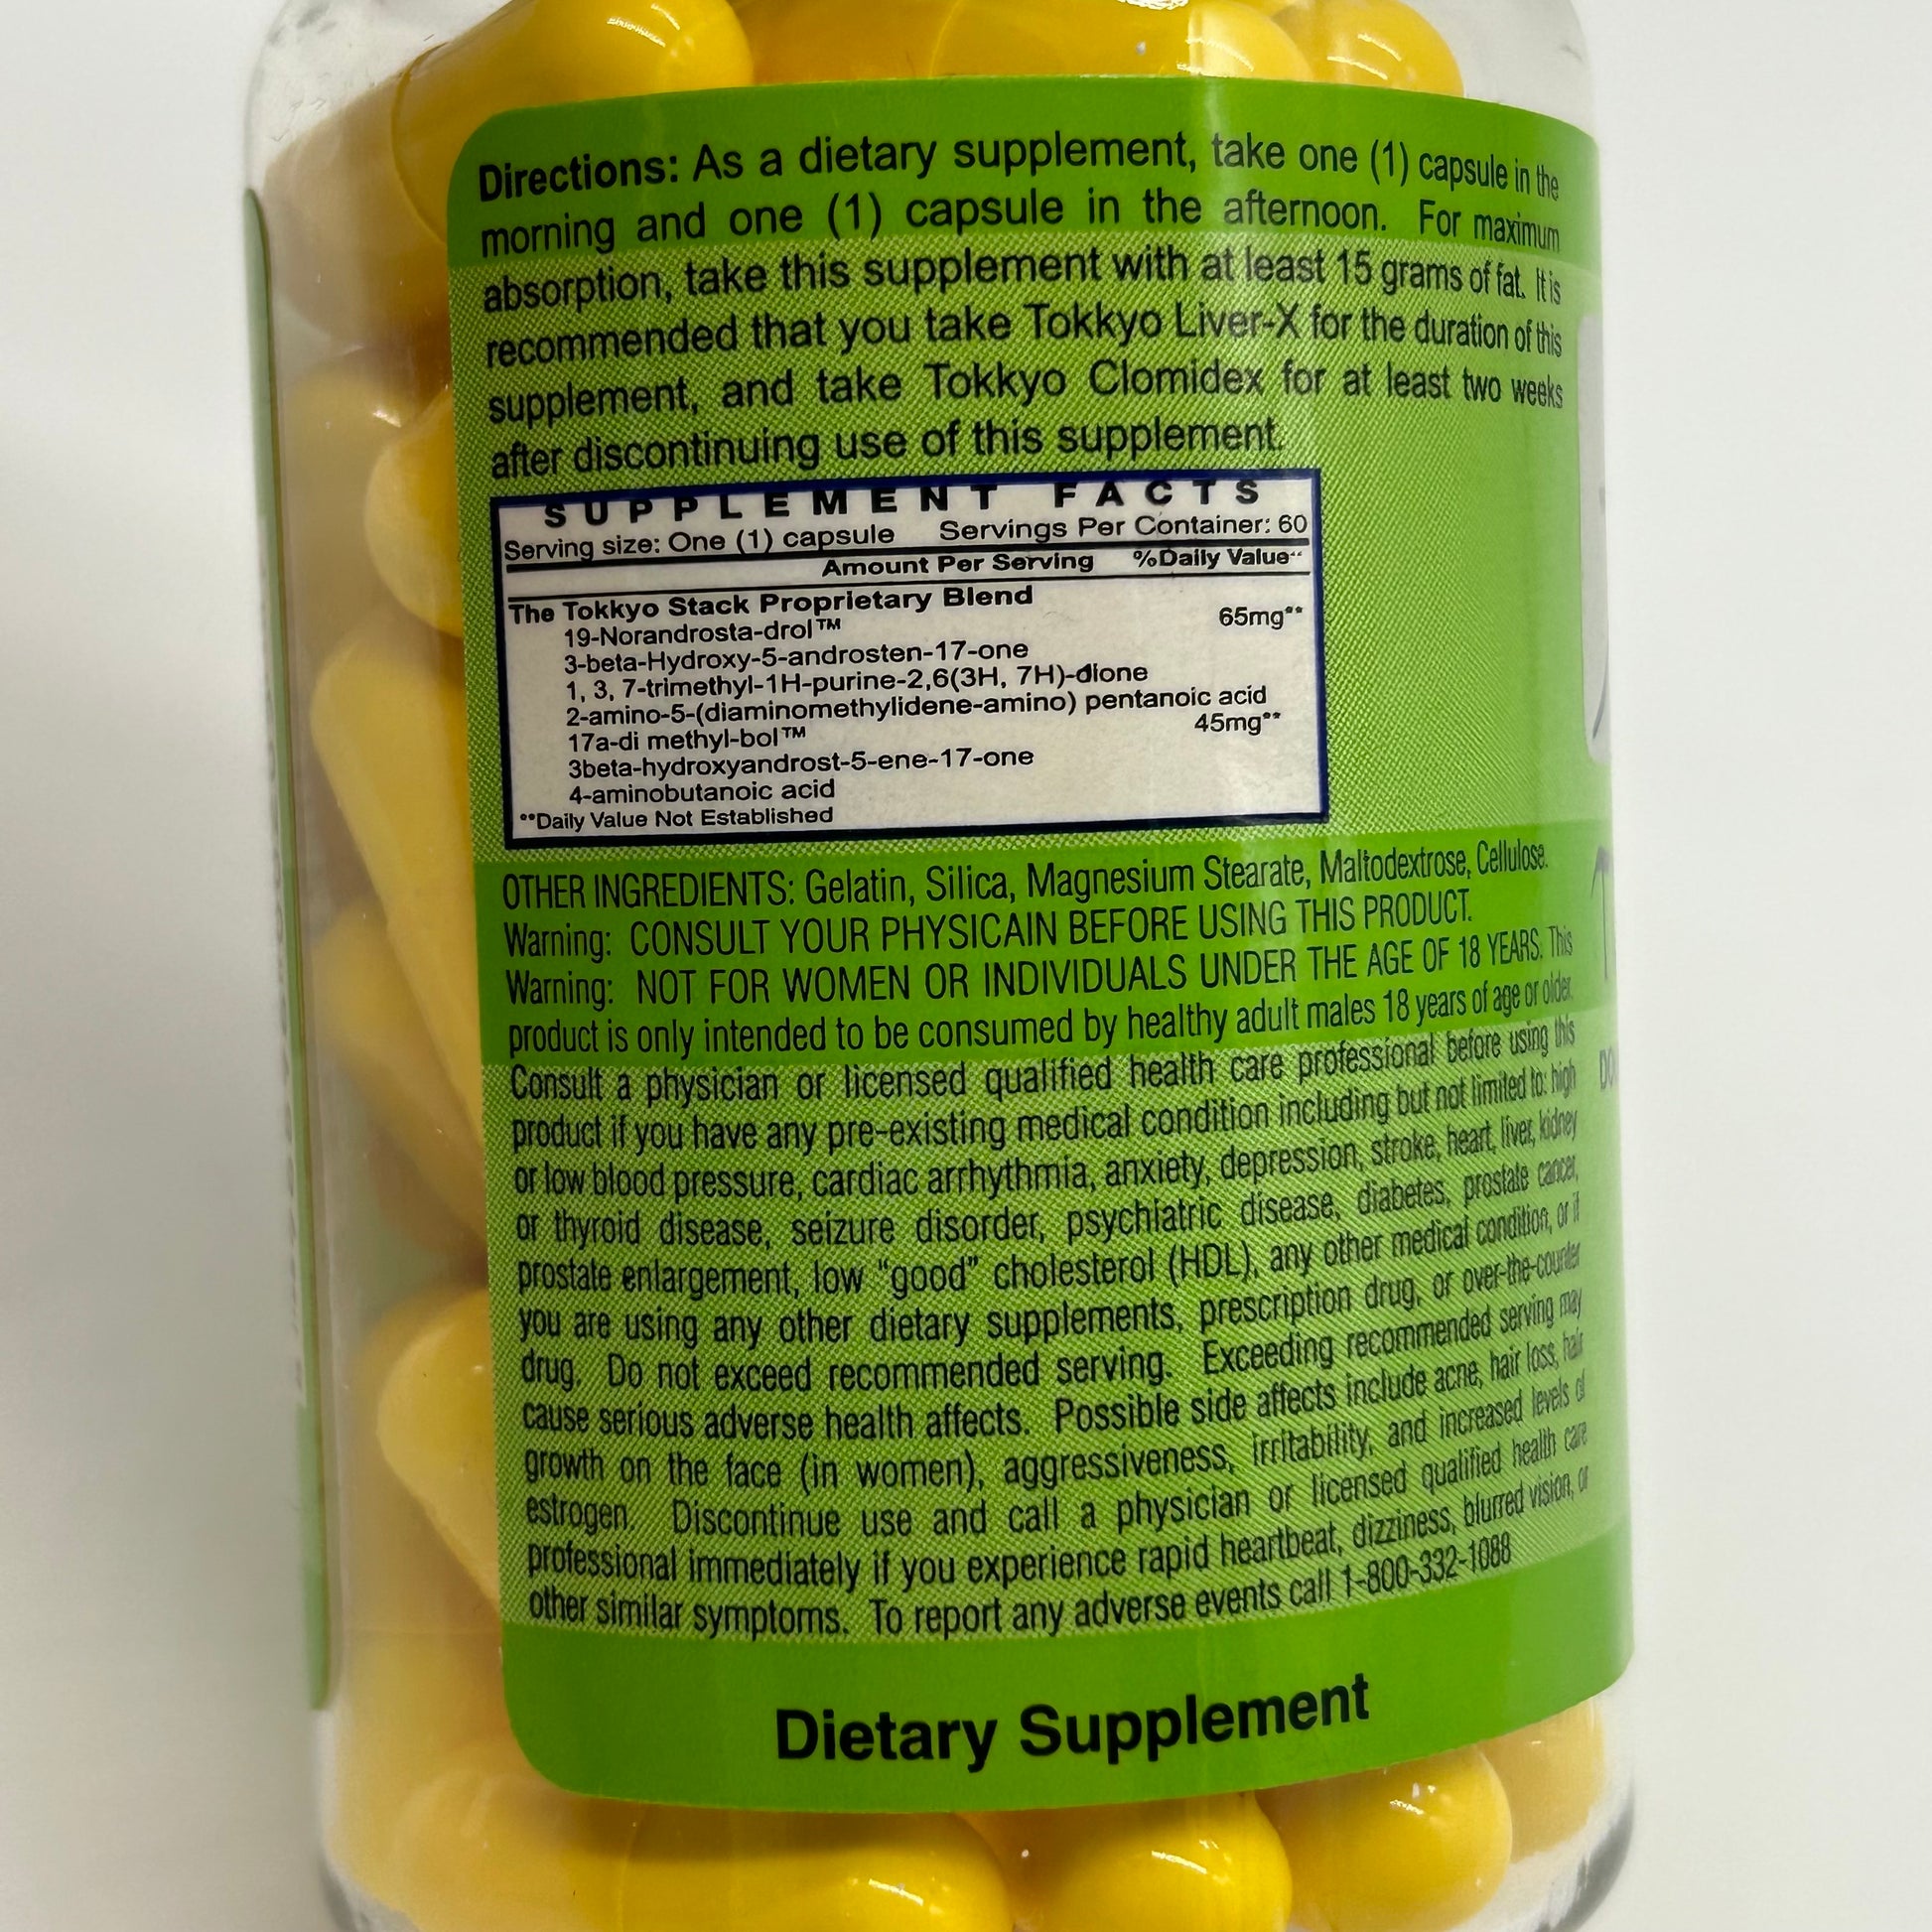 Directions: As a dietary supplement, take one (1) capsule in the
morning and one (1) capsule in the afternoon. For maximum
absorption, take this supplement with at least 15 grams of fat. It is
recommended that you take Tokkyo Liver-X for the duration of this
supplement, and take Tokkyo Clomidex for at least two weeks
after discontinuing use of this supplement.
SUPPLEMENT FACTS
Serving size: One (1) capsule Servings Per Container: 60
Amount Per Serving %Daily Value**
The Tokkyo Stack Proprietary Blend
19-Norandrosta-drol™ 65mg**
3-beta-Hydroxy-5-androsten-17-one
1, 3, 7-trimethyl-1H-purine-2,6(3H, 7H)-dione
2-amino-5-(diaminomethylidene-amino) pentanoic acid
17a-di methyl-bol™ 45mg**
3beta-hydroxyandrost-5-ene-17-one
4-aminobutanoic acid
**Daily Value Not Established
OTHER INGREDIENTS: Gelatin, Silica, Magnesium Stearate, Maltodextrose, Cellulose.
Warning: CONSULT YOUR PHYSICAIN BEFORE USING THIS PRODUCT.
Warning: NOT FOR WOMEN OR INDIVIDUALS UNDER THE AGE OF 18 YEARS. This
product is only intended to be consumed by healthy adult males 18 years of age or older.
Consult a physician or licensed qualified health care professional before using this
product if you have any pre-existing medical condition including but not limited to: high
or low blood pressure, cardiac arrhythmia, anxiety, depression, stroke, heart, liver, kidney
or thyroid disease, seizure disorder, psychiatric disease, diabetes, prostate cancer,
prostate enlargement, low "good" cholesterol (HDL), any other medical condition, or if
you are using any other dietary supplements, prescription drug, or over-the-counter
drug. Do not exceed recommended serving. Exceeding recommended serving may
cause serious adverse health affects. Possible side affects include acne, hair loss, hair
growth on the face (in women), aggressiveness, irritability, and increased levels of
estrogen. Discontinue use and call a physician or licensed qualified health care
professional immediately if you experience rapid heartbeat, dizziness, blurred vision, or
other similar symptoms. To report any adverse events call 1-800-332-1088
Dietary Supplement